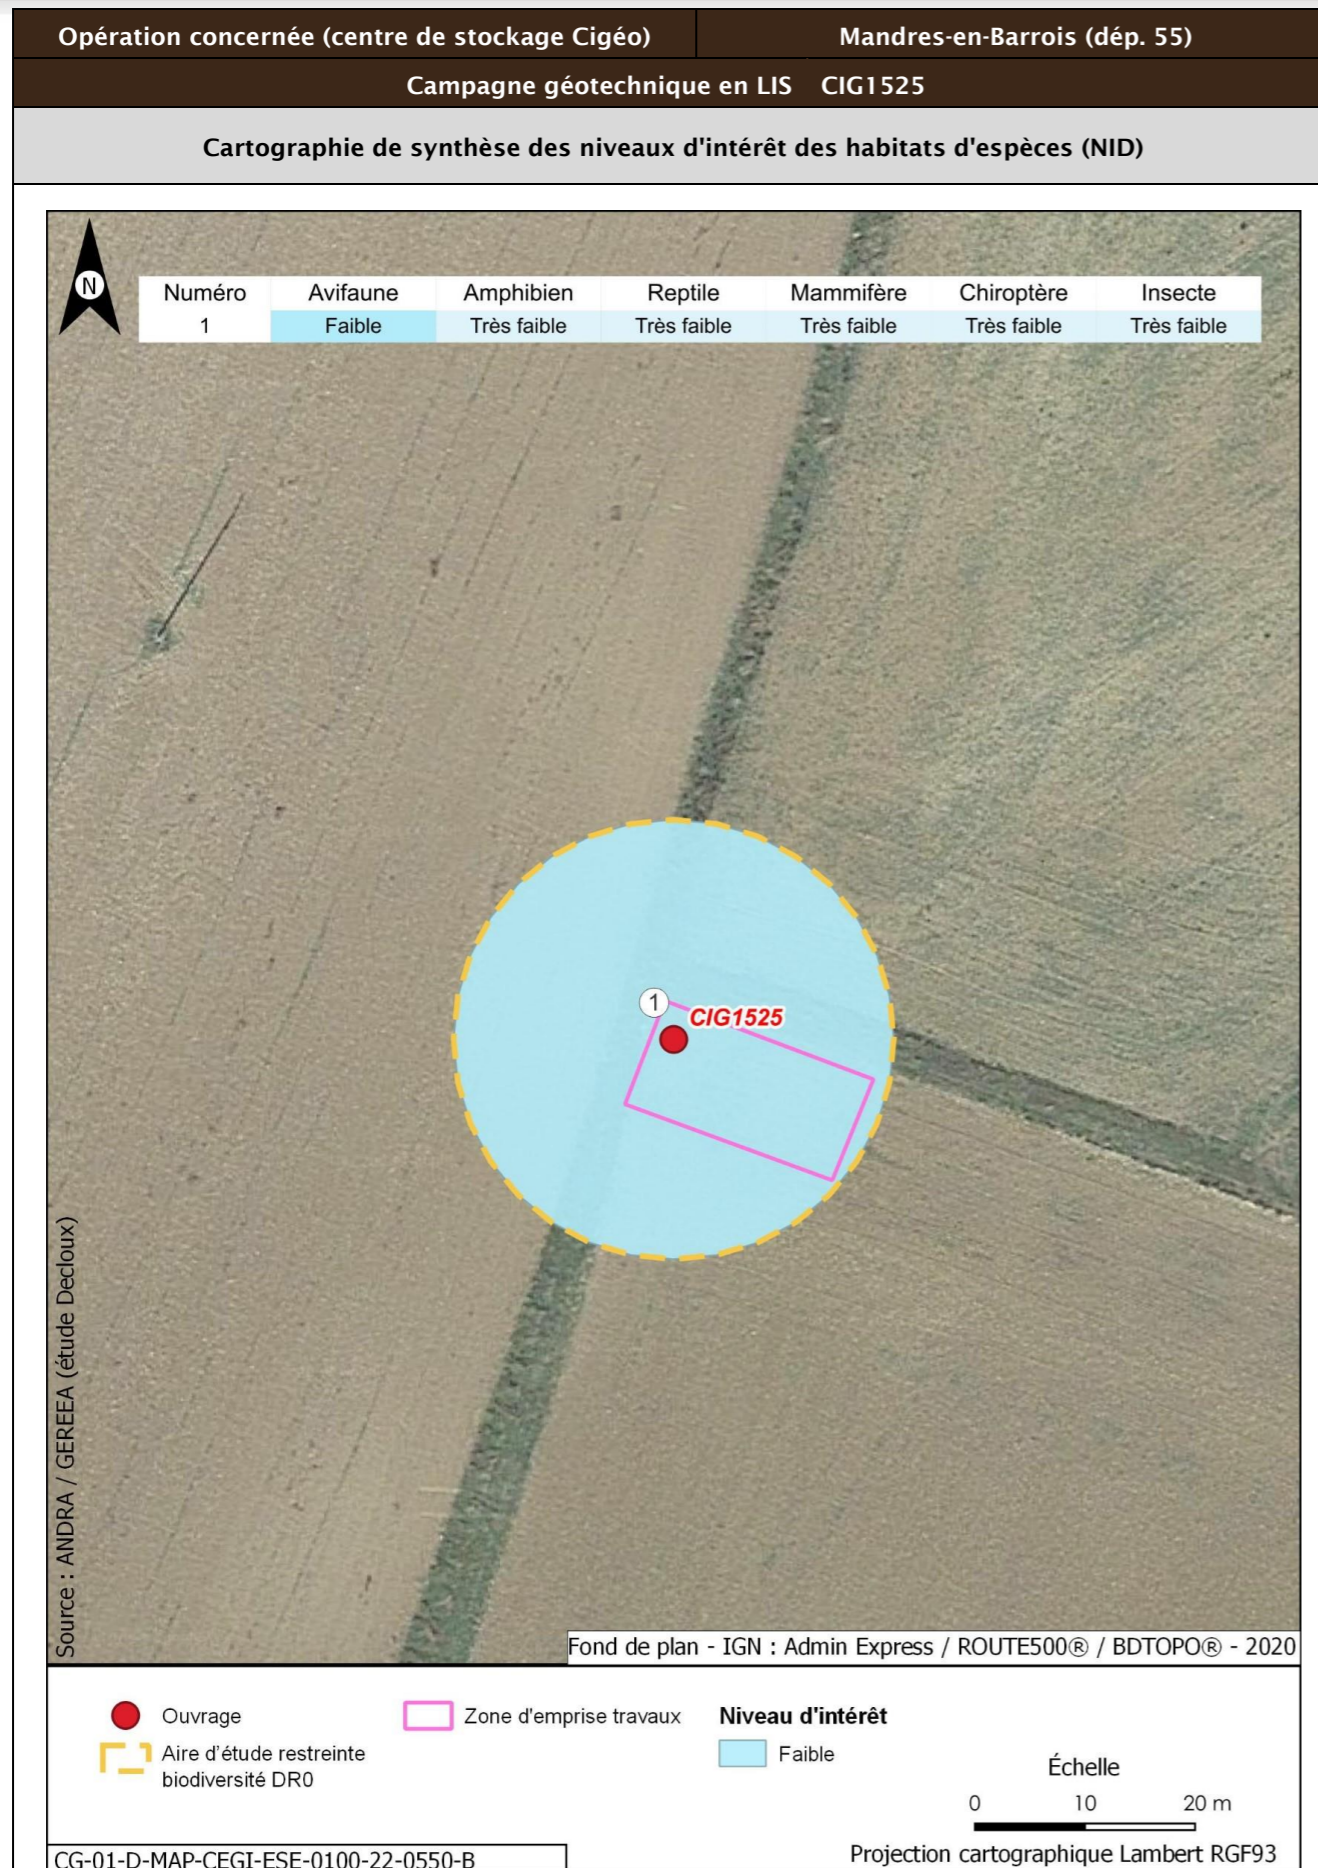 Opération concernée (centre de stockage Cigéo) Mandres-en-Barrois (dép. 55)
Campagne géotechnique en LIS CIG1525
Cartographie de synthèse des niveaux d'intérêt des habitats d'espèces (NID)
N
Numéro Avifaune Amphibien Reptile Mammifère Chiroptère Insecte
1 Faible Très faible Très faible Très faible Très faible Très faible
1
CIG1525
Source : ANDRA / GEREEA (étude Decloux)
Fond de plan - IGN : Admin Express / ROUTE500® / BDTOPO® - 2020
Ouvrage
Aire d'étude restreinte
biodiversité DR0
Zone d'emprise travaux
Niveau d'intérêt
Faible
Échelle
0 10 20 m
Projection cartographique Lambert RGF93
CG-01-D-MAP-CEGI-ESE-0100-22-0550-B